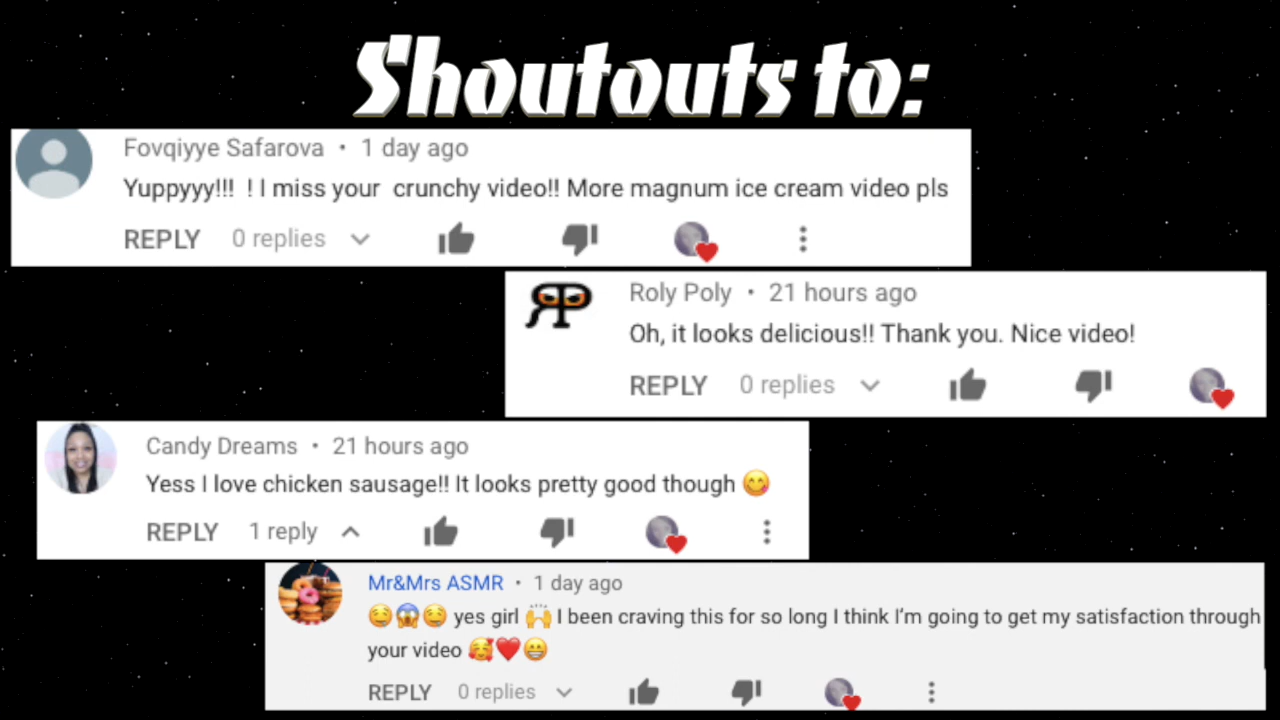 Shoutouts to:
Fovqiyye Safarova • 1 day ago
Yuppyyy!!! ! I miss your crunchy video!! More magnum ice cream video pls
REPLY 0 replies
Roly Poly • 21 hours ago
Oh, it looks delicious!! Thank you. Nice video!
REPLY 0 replies
Candy Dreams • 21 hours ago
Yess I love chicken sausage!! It looks pretty good though 😋
REPLY 1 reply
Mr&Mrs ASMR • 1 day ago
🤤😱🤤 yes girl 🙌 I been craving this for so long I think I'm going to get my satisfaction through
your video 🥰❤️😁
REPLY 0 replies